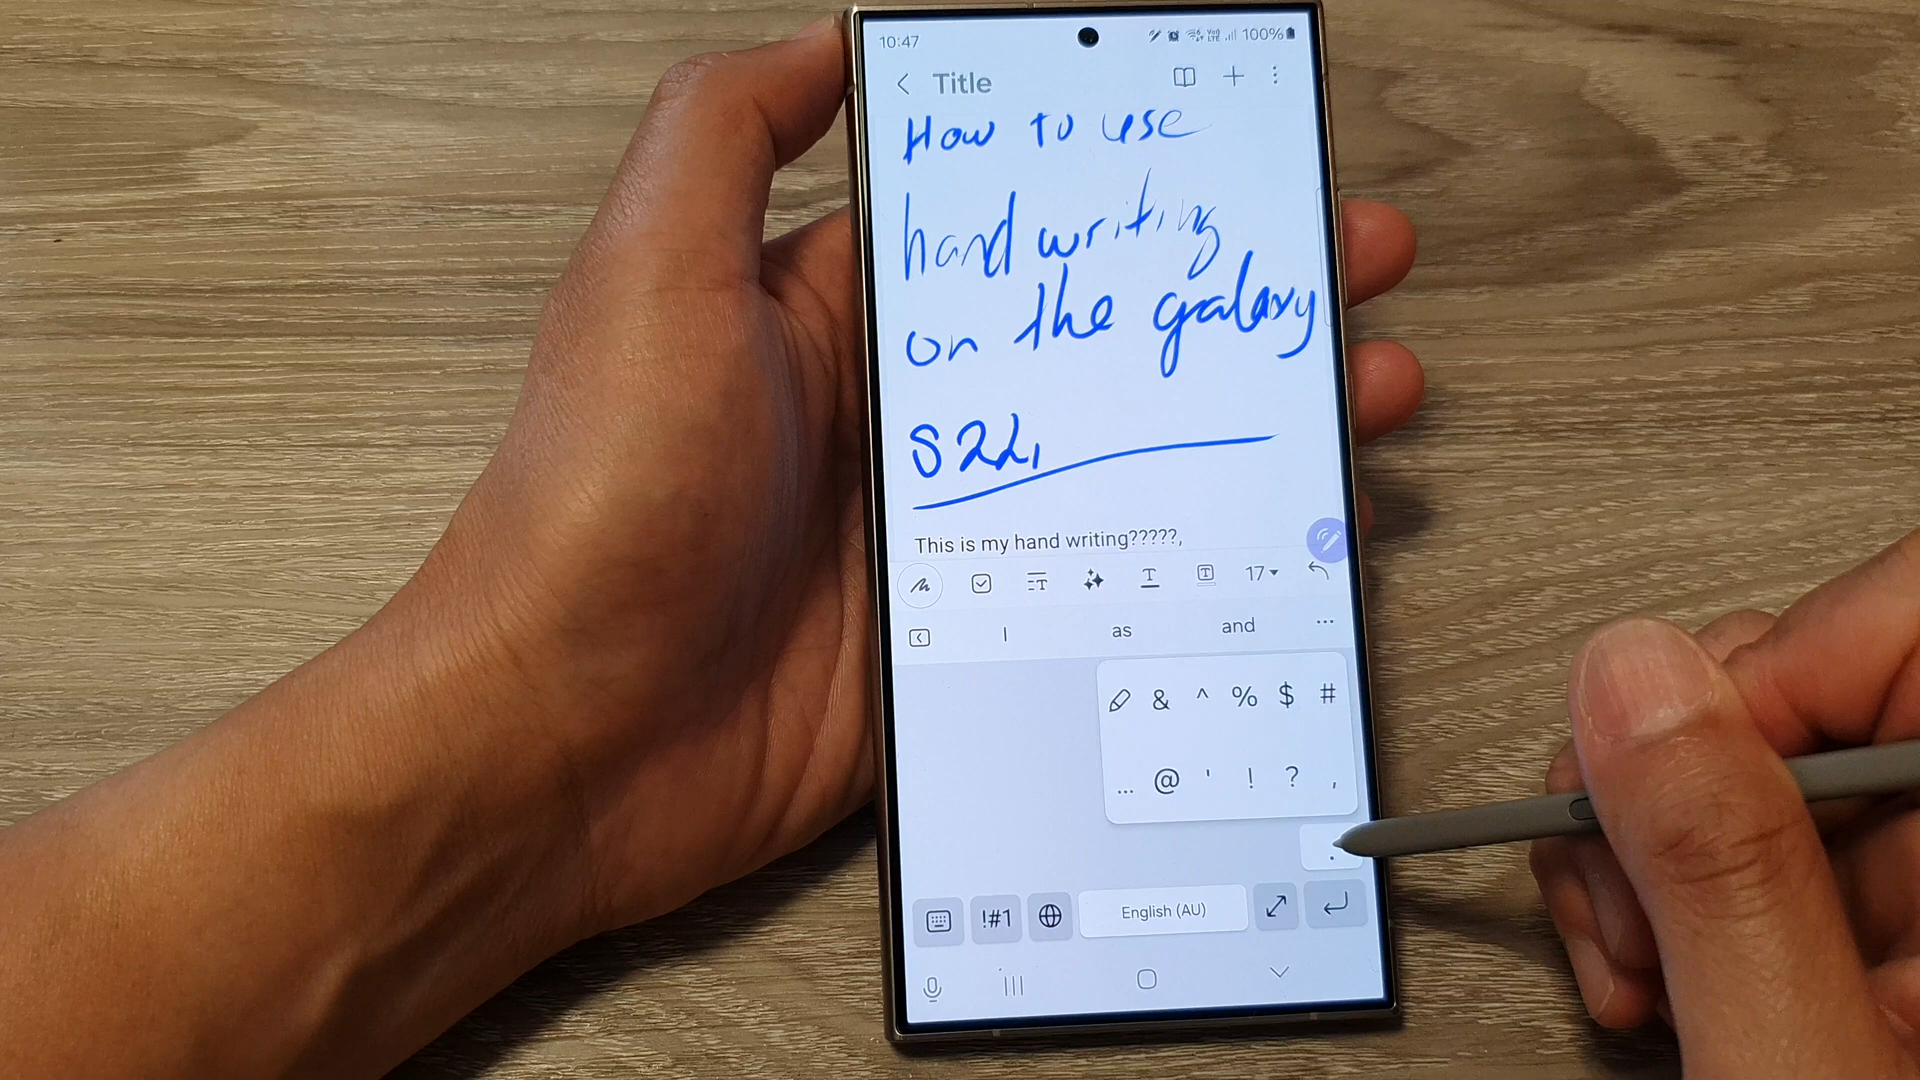 10:47 100%
Title
How to use
hand writing
on the galaxy
S22,
This is my hand writing?????,
17
I as and ...
& ^ % $ #
... @ ' ! ? ,
.
!#1 English (AU)